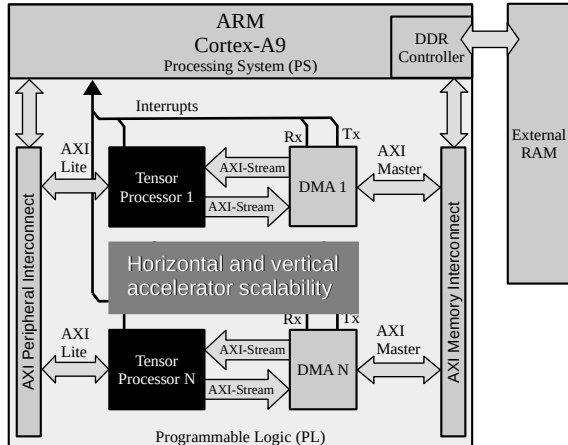 ARM
Cortex-A9
Processing System (PS)
DDR
Controller
External
RAM
Interrupts
Rx
Tx
AXI
Lite
Tensor
Processor 1
AXI-Stream
AXI-Stream
DMA 1
AXI
Master
AXI Peripheral Interconnect
AXI Memory Interconnect
Horizontal and vertical
accelerator scalability
Rx
Tx
AXI
Lite
Tensor
Processor N
AXI-Stream
AXI-Stream
DMA N
AXI
Master
Programmable Logic (PL)